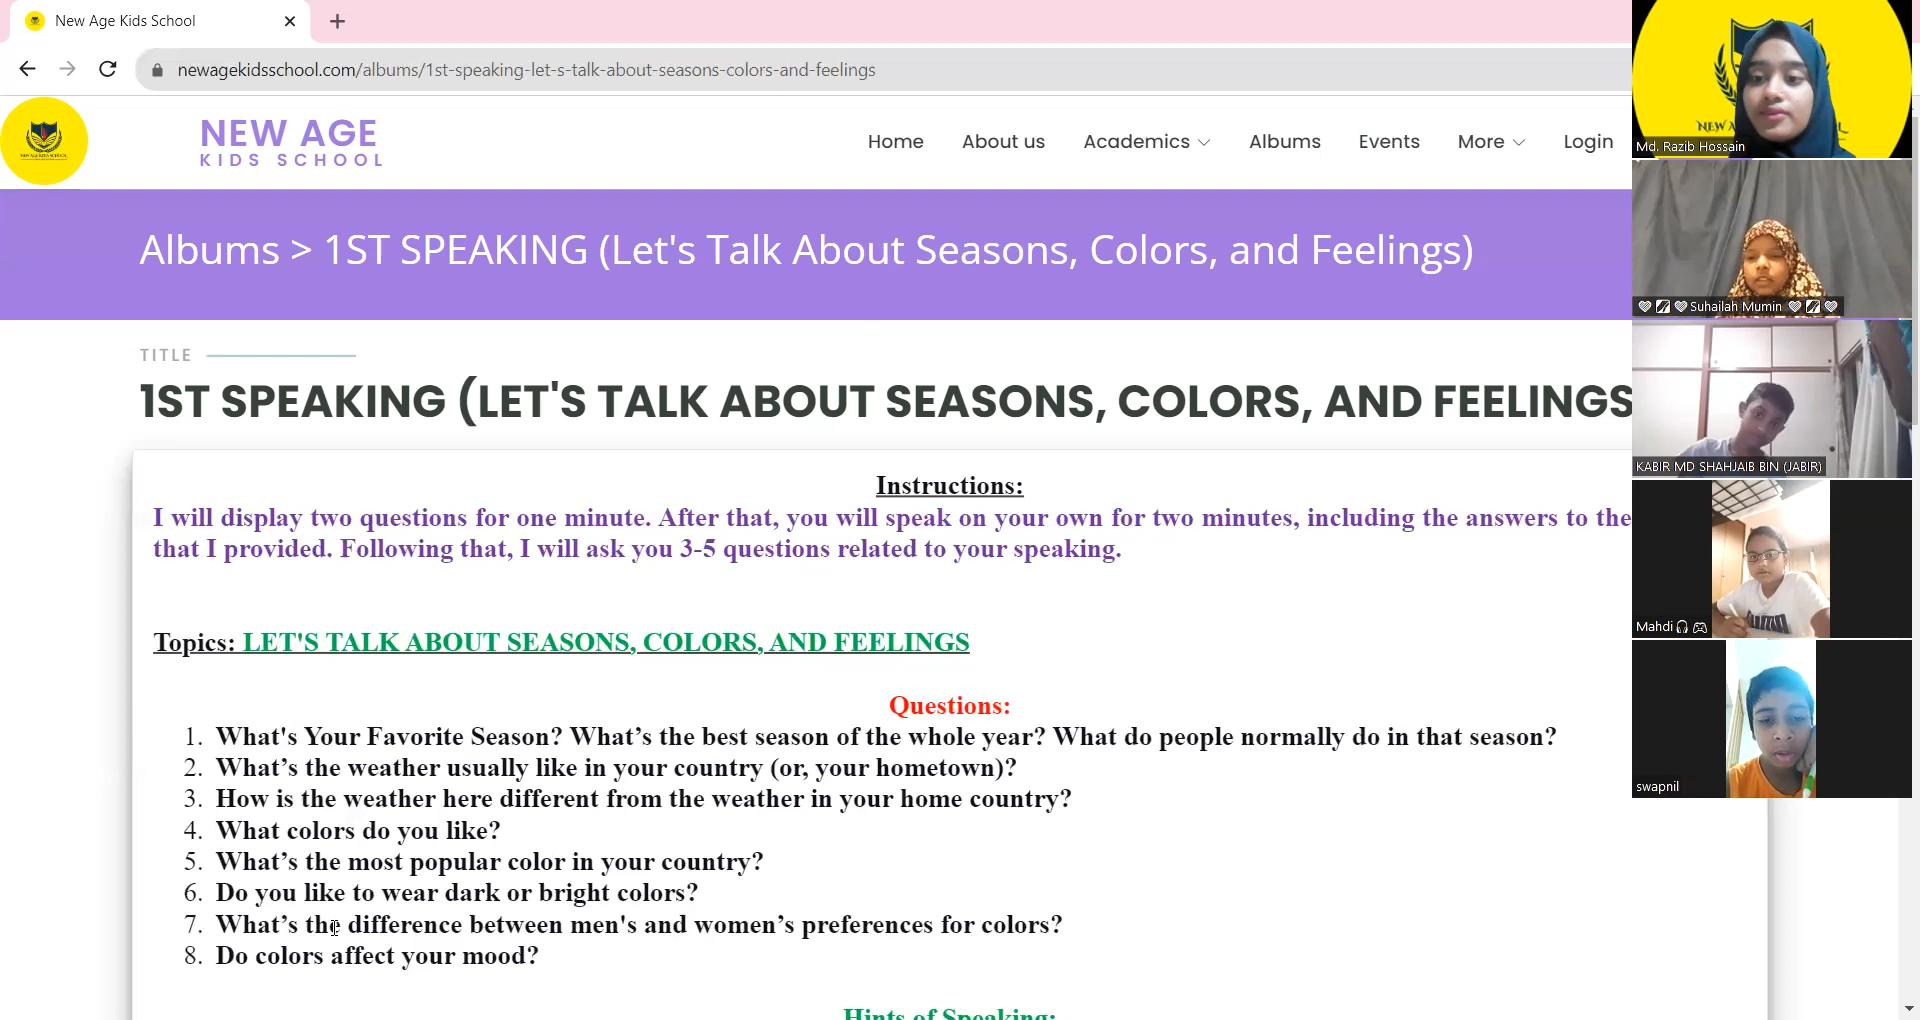 New Age Kids School
newagekidsschool.com/albums/1st-speaking-let-s-talk-about-seasons-colors-and-feelings
NEW AGE
KIDS SCHOOL
Home About us Academics Albums Events More Login
Albums > 1ST SPEAKING (Let's Talk About Seasons, Colors, and Feelings)
TITLE
1ST SPEAKING (LET'S TALK ABOUT SEASONS, COLORS, AND FEELINGS
Instructions:
I will display two questions for one minute. After that, you will speak on your own for two minutes, including the answers to the
that I provided. Following that, I will ask you 3-5 questions related to your speaking.
Topics: LET'S TALK ABOUT SEASONS, COLORS, AND FEELINGS
Questions:
1. What's Your Favorite Season? What’s the best season of the whole year? What do people normally do in that season?
2. What’s the weather usually like in your country (or, your hometown)?
3. How is the weather here different from the weather in your home country?
4. What colors do you like?
5. What’s the most popular color in your country?
6. Do you like to wear dark or bright colors?
7. What’s the difference between men's and women’s preferences for colors?
8. Do colors affect your mood?
Hints of Speaking:
Md. Razib Hossain
Suhailah Mumin
KABIR MD SHAHJAIB BIN (JABIR)
Mahdi
swapnil